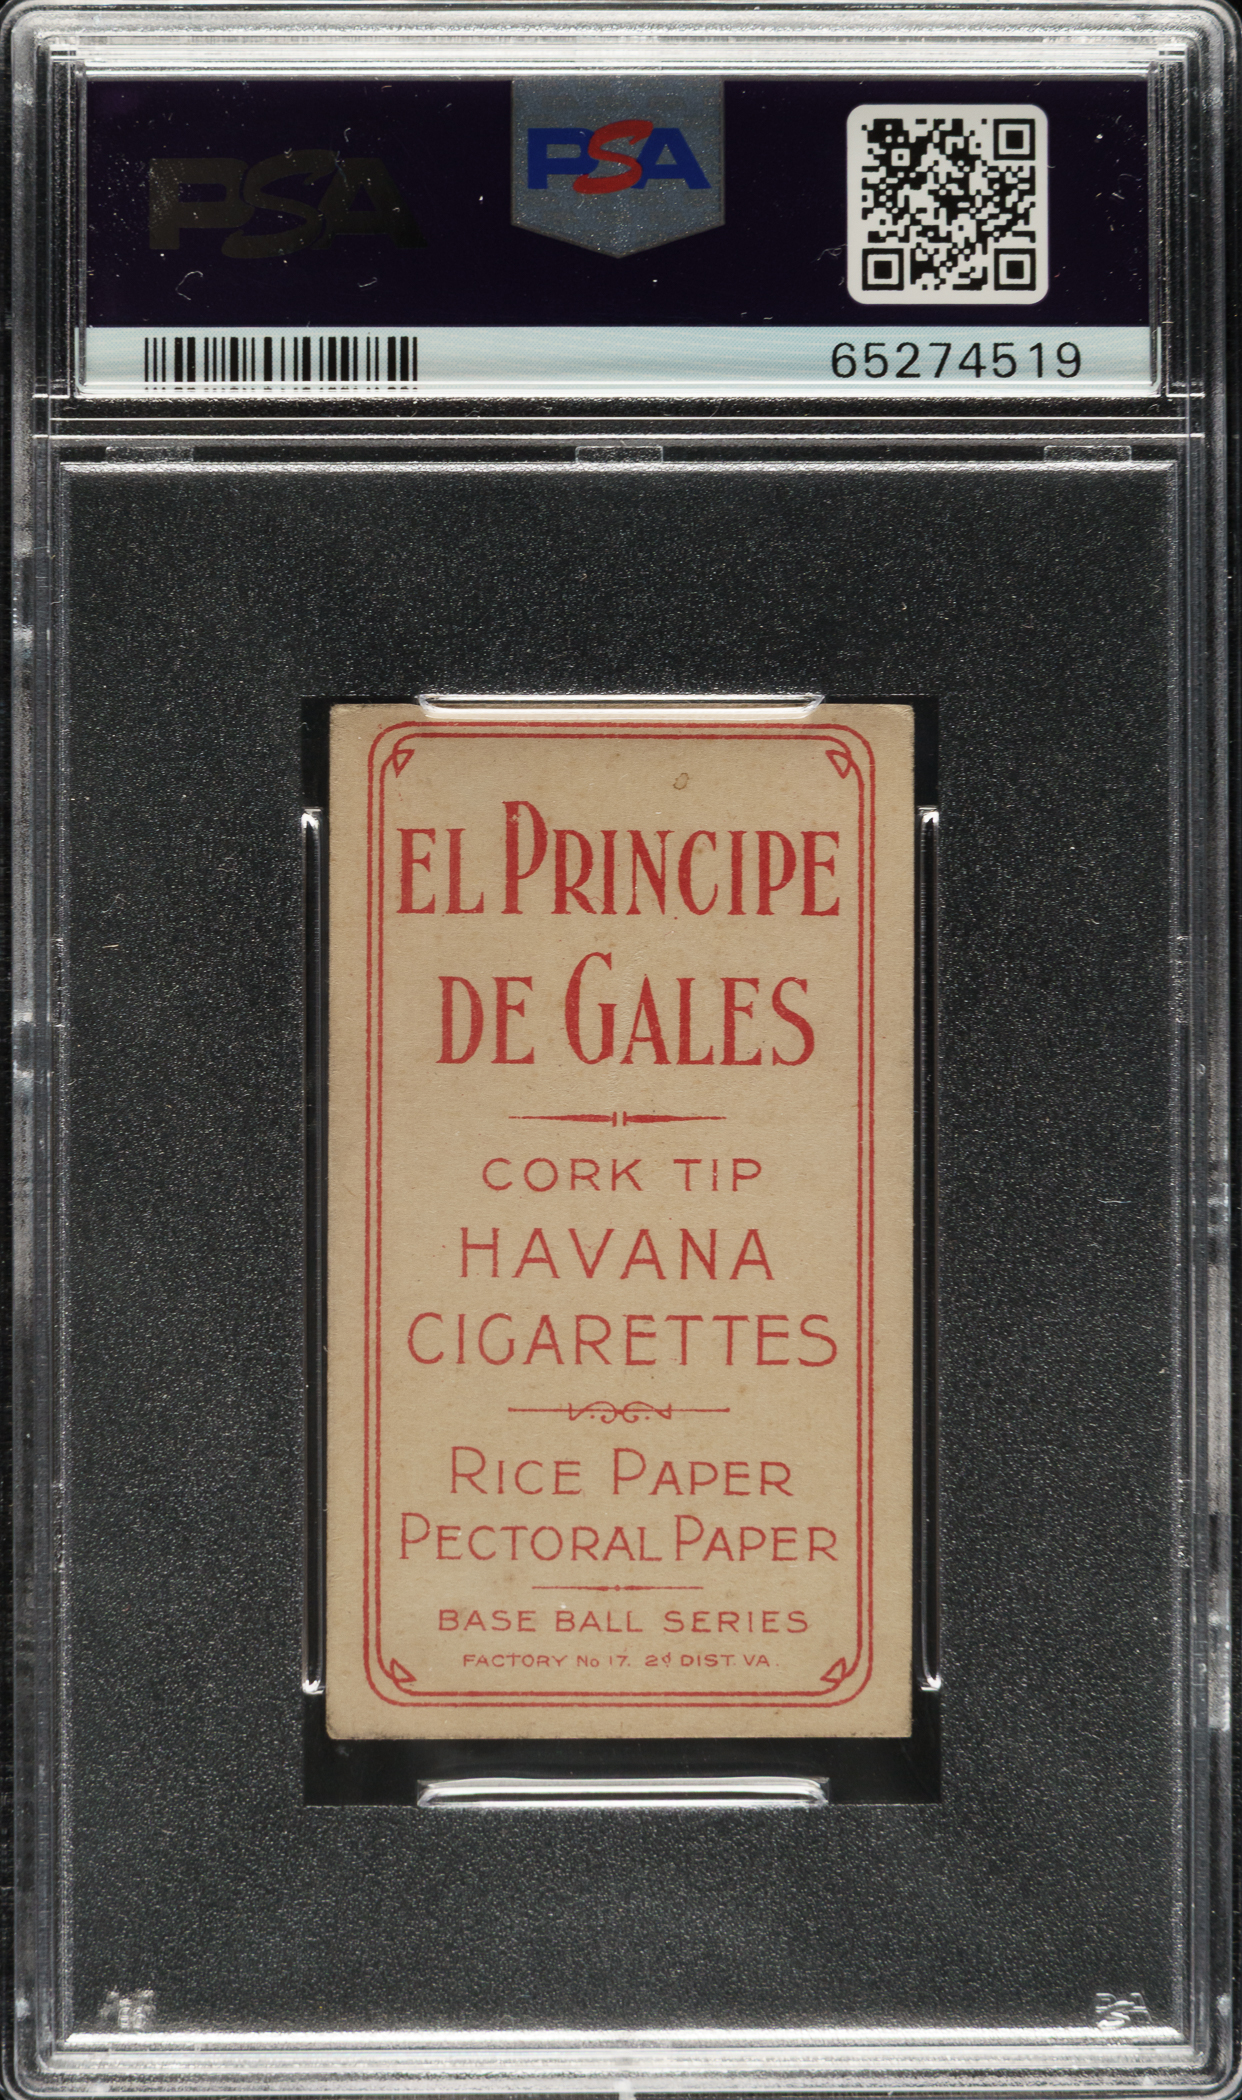 PSA
PSA
65274519
EL PRINCIPE
DE GALES
CORK TIP
HAVANA
CIGARETTES
RICE PAPER
PECTORAL PAPER
BASE BALL SERIES
FACTORY No 17. 2d DIST. VA.
PSA